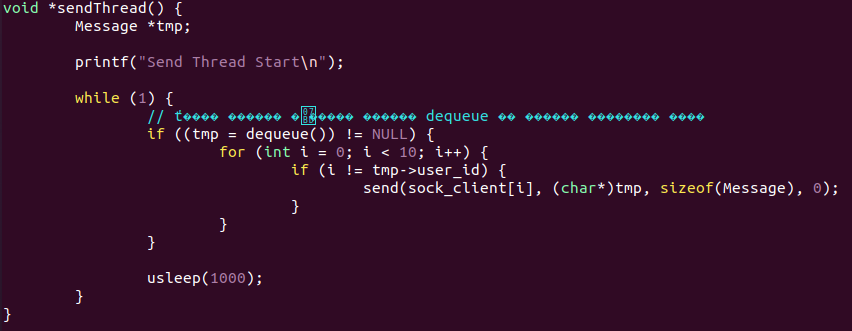 void *sendThread() {
Message *tmp;
printf("Send Thread Start\n");
while (1) {
// dequeue
if ((tmp = dequeue()) != NULL) {
for (int i = 0; i < 10; i++) {
if (i != tmp->user_id) {
send(sock_client[i], (char*)tmp, sizeof(Message), 0);
}
}
}
usleep(1000);
}
}